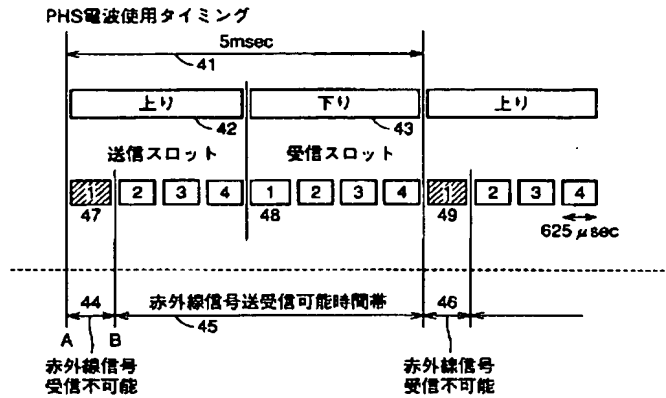 PHS電波使用タイミング
5msec
41
上り
下り
上り
42
43
送信スロット
受信スロット
1 2 3 4 1 2 3 4 1 2 3 4
47
48
49
625 μsec
44
赤外線信号送受信可能時間帯
46
45
A
B
赤外線信号
受信不可能
赤外線信号
受信不可能